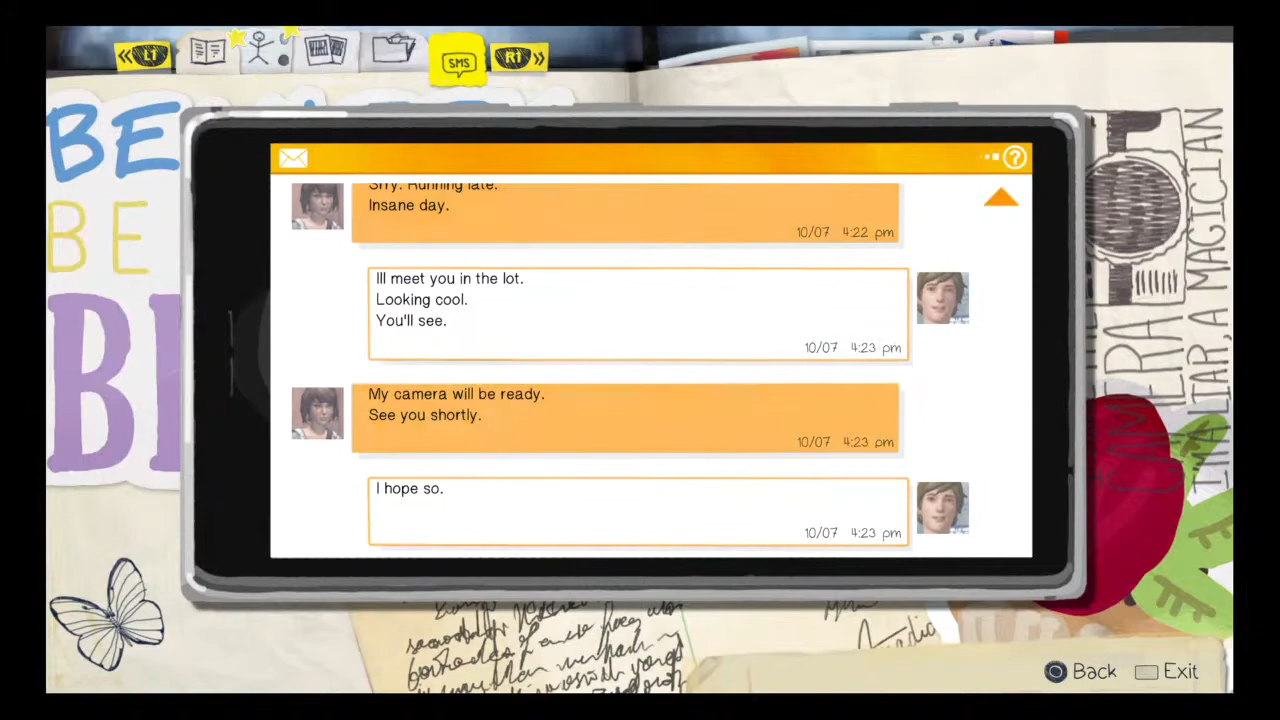 L1
SMS
R1
BE
BE
Srry. Running late.
Insane day.
10/07 4:22 pm
Ill meet you in the lot.
Looking cool.
You'll see.
10/07 4:23 pm
My camera will be ready.
See you shortly.
10/07 4:23 pm
I hope so.
10/07 4:23 pm
A MAGICIAN
Back
Exit